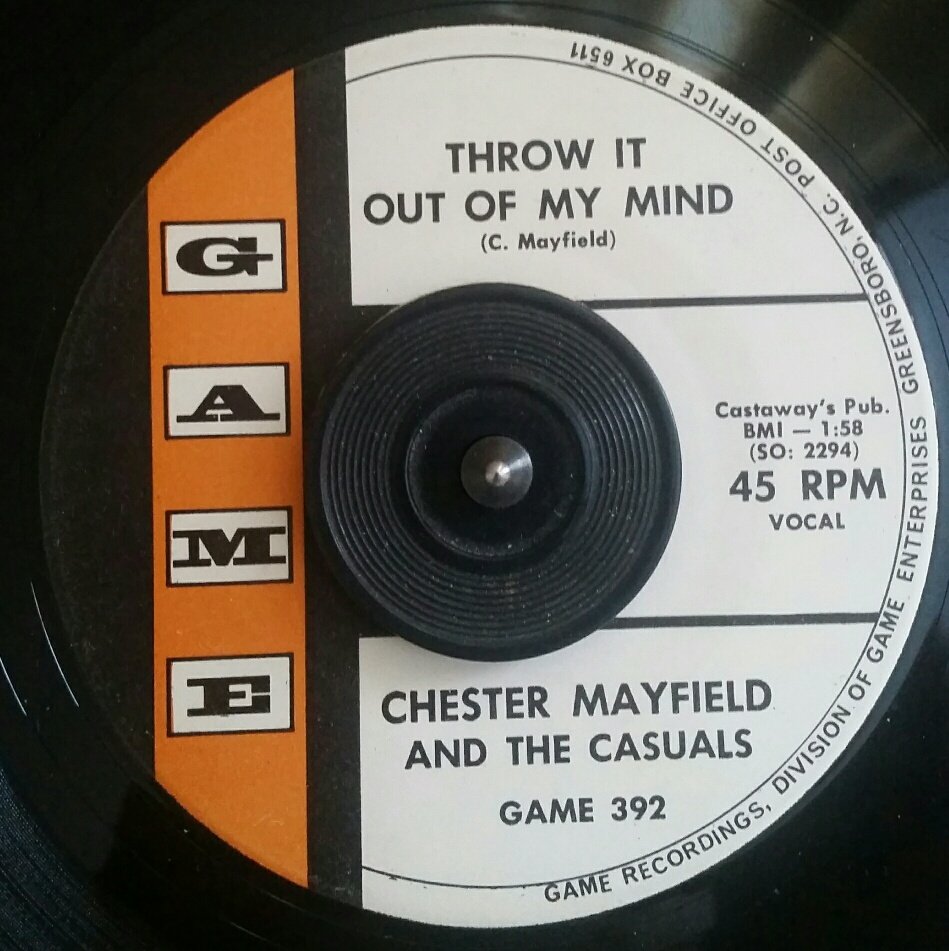 G
A
M
E
THROW IT
OUT OF MY MIND
(C. Mayfield)
Castaway's Pub.
BMI — 1:58
(SO: 2294)
45 RPM
VOCAL
CHESTER MAYFIELD
AND THE CASUALS
GAME 392
GAME RECORDINGS, DIVISION OF GAME ENTERPRISES GREENSBORO, N.C. POST OFFICE BOX 6511